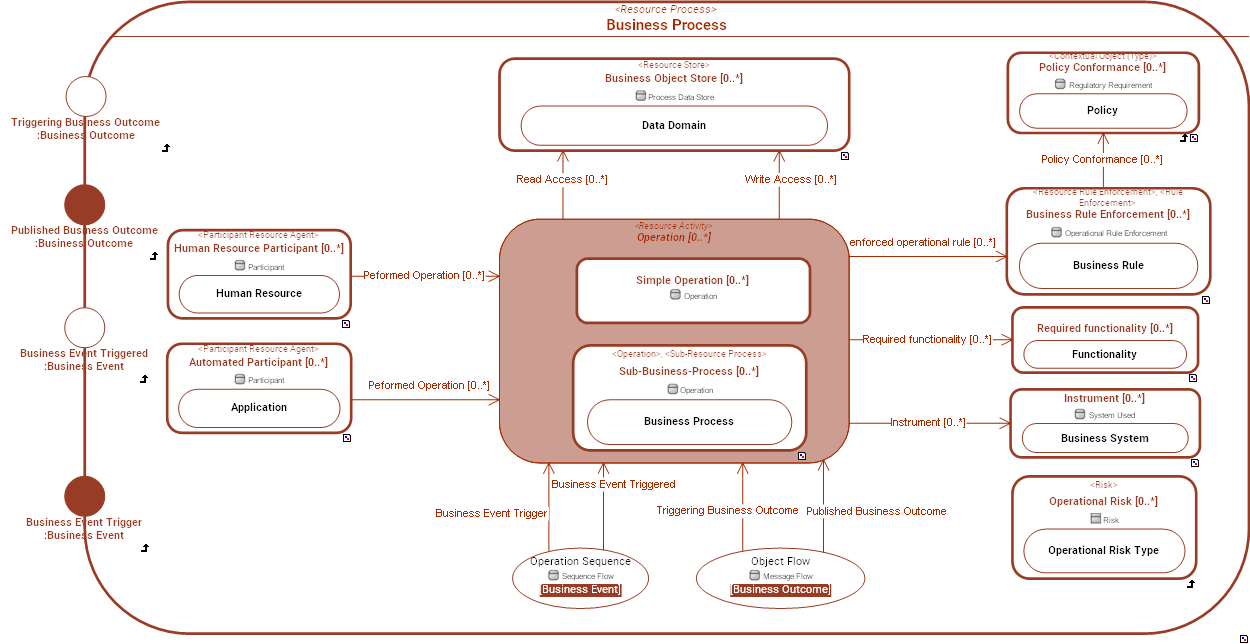 <Resource Process>
Business Process
<Resource Store>
Business Object Store [0..*]
Process Data Store
Data Domain
<Contextual Object (Type)>
Policy Conformance [0..*]
Regulatory Requirement
Policy
Triggering Business Outcome
:Business Outcome
Read Access [0..*]
Write Access [0..*]
Policy Conformance [0..*]
<Resource Rule Enforcement>, <Rule
Enforcement>
Business Rule Enforcement [0..*]
Operational Rule Enforcement
Business Rule
Published Business Outcome
:Business Outcome
<Participant Resource Agent>
Human Resource Participant [0..*]
Participant
Human Resource
Peformed Operation [0..*]
<Resource Activity>
Operation [0..*]
enforced operational rule [0..*]
Simple Operation [0..*]
Operation
Business Event Triggered
:Business Event
<Participant Resource Agent>
Automated Participant [0..*]
Participant
Application
Peformed Operation [0..*]
<Operation>, <Sub-Resource Process>
Sub-Business-Process [0..*]
Operation
Business Process
Required functionality [0..*]
Required functionality [0..*]
Functionality
Instrument [0..*]
Instrument [0..*]
System Used
Business System
Business Event Trigger
:Business Event
Business Event Triggered
Business Event Trigger
Triggering Business Outcome
Published Business Outcome
<Risk>
Operational Risk [0..*]
Risk
Operational Risk Type
Operation Sequence
Sequence Flow
[Business Event]
Object Flow
Message Flow
[Business Outcome]